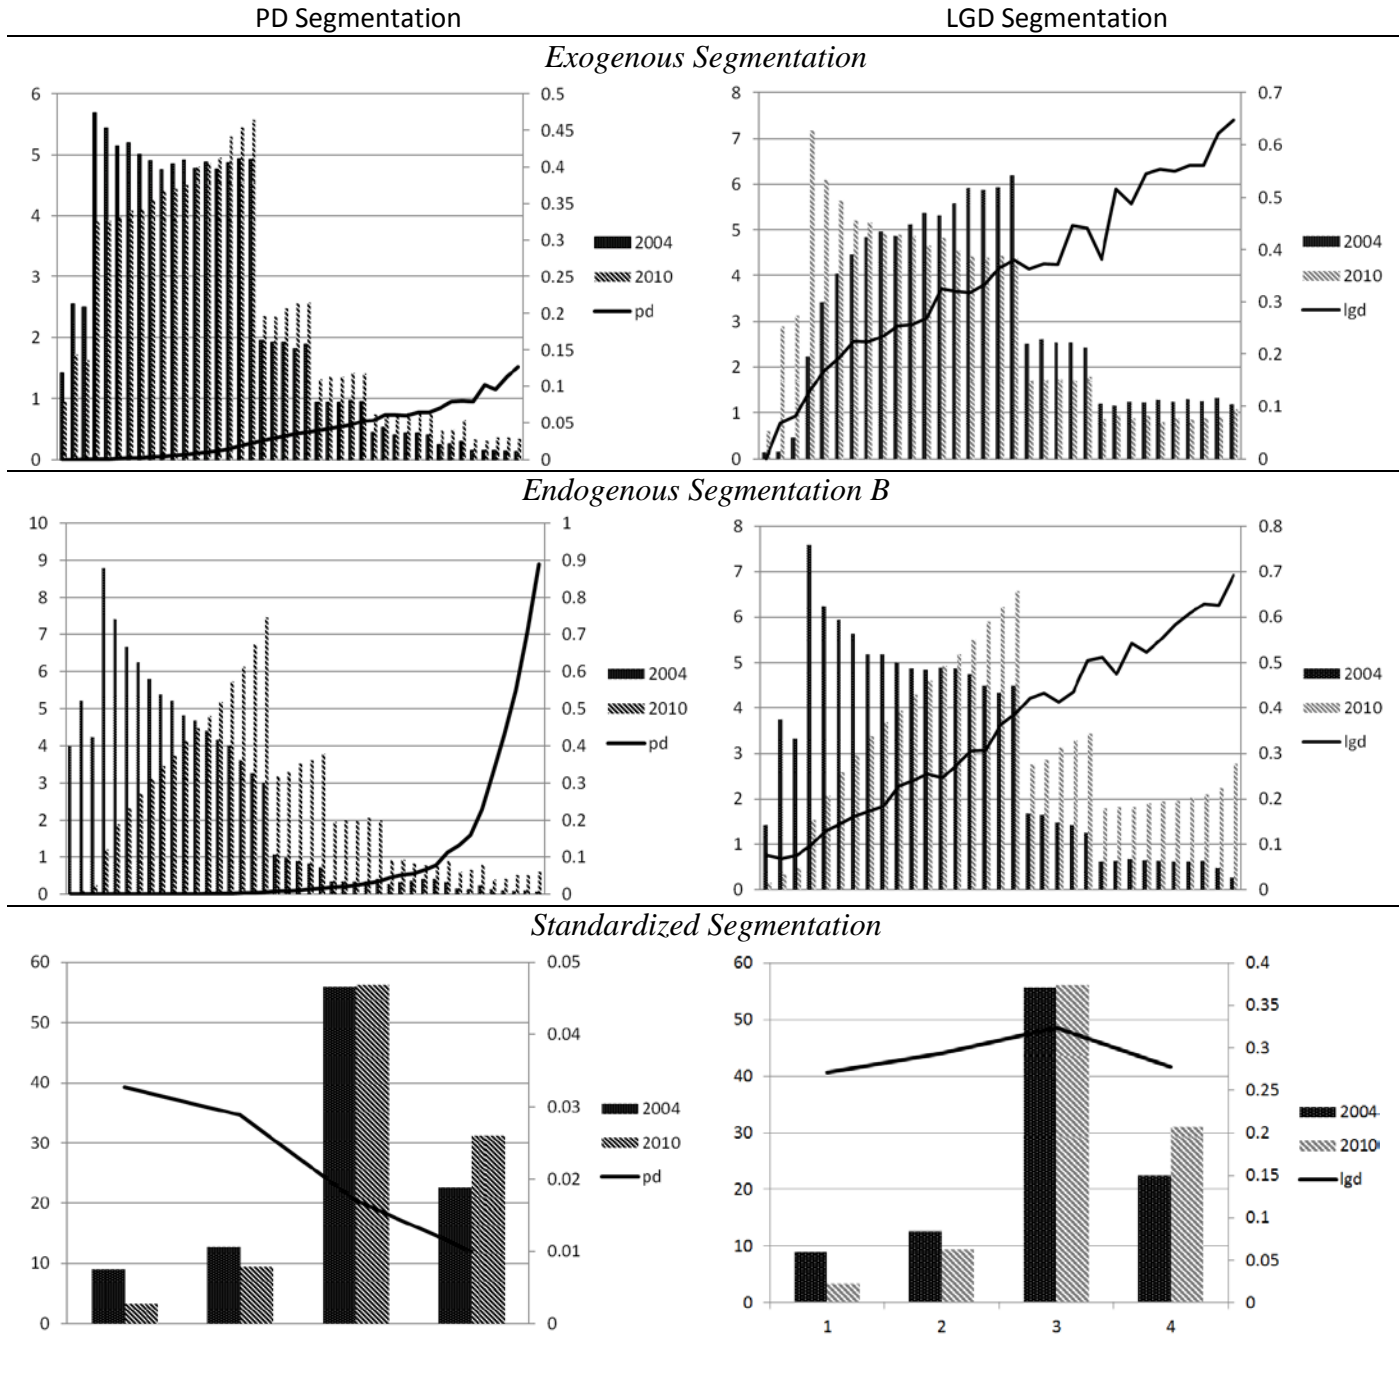 PD Segmentation LGD Segmentation
Exogenous Segmentation
6 0.5 8 0.7
0.45 7 0.6
5 0.4 6 0.5
4 0.35 5 0.4
0.3 2004 2004
3 0.25 2010 4 2010
0.2 pd 3 0.3 lgd
2 0.15 2 0.2
1 0.1 1 0.1
0.05
0 0 0 0
Endogenous Segmentation B
10 1 8 0.8
9 0.9 7 0.7
8 0.8 6 0.6
7 0.7 5 0.5
6 0.6 2004 2004
5 0.5 2010 4 0.4 2010
4 0.4 pd lgd
3 0.3 3 0.3
2 0.2 2 0.2
1 0.1 1 0.1
0 0 0 0
Standardized Segmentation
60 0.05 60 0.4
50 0.04 50 0.35
0.3
40 40 0.25
0.03 2004 2004
30 2010 30 0.2 2010
20 0.02 pd 20 0.15 lgd
0.1
10 0.01 10 0.05
0 0 0 0
1 2 3 4